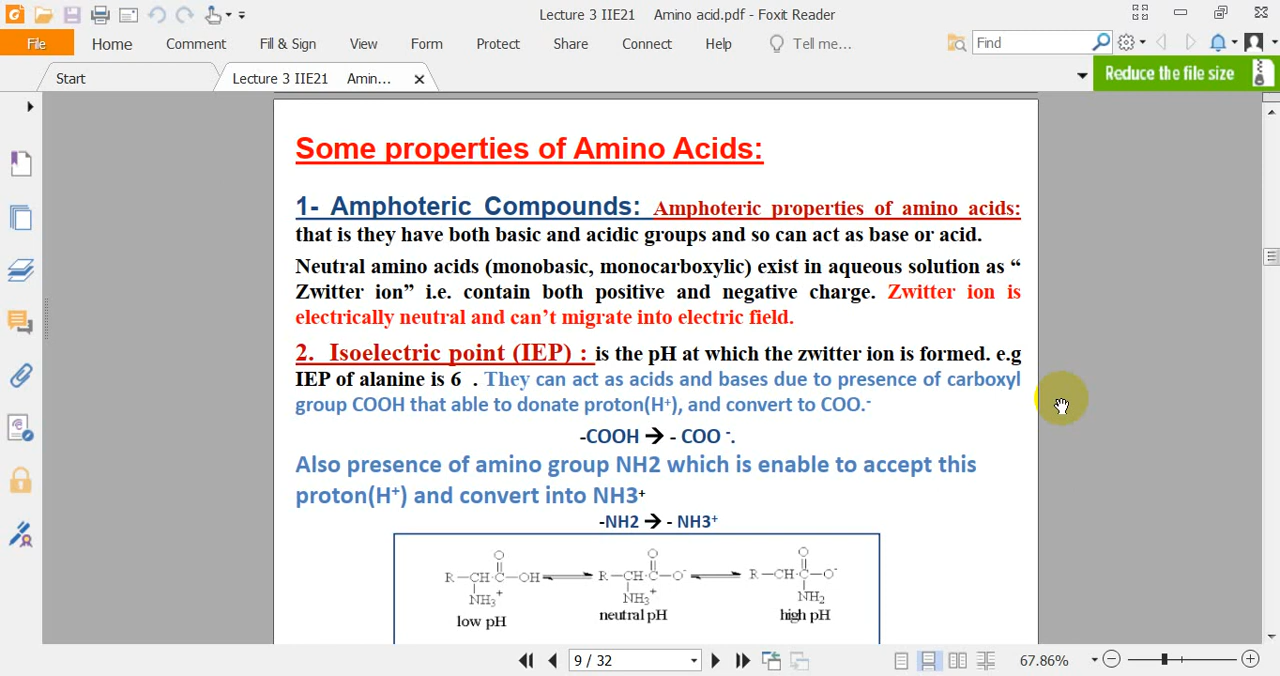 Lecture 3 IIE21 Amino acid.pdf - Foxit Reader
File Home Comment Fill & Sign View Form Protect Share Connect Help Tell me... Find
Start Lecture 3 IIE21 Amin... Reduce the file size
Some properties of Amino Acids:
1- Amphoteric Compounds: Amphoteric properties of amino acids:
that is they have both basic and acidic groups and so can act as base or acid.
Neutral amino acids (monobasic, monocarboxylic) exist in aqueous solution as “
Zwitter ion” i.e. contain both positive and negative charge. Zwitter ion is
electrically neutral and can’t migrate into electric field.
2. Isoelectric point (IEP) : is the pH at which the zwitter ion is formed. e.g
IEP of alanine is 6 . They can act as acids and bases due to presence of carboxyl
group COOH that able to donate proton(H⁺), and convert to COO.⁻
-COOH → - COO ⁻.
Also presence of amino group NH2 which is enable to accept this
proton(H⁺) and convert into NH3⁺
-NH2 → - NH3⁺
O O O
R—CH·C—OH R—CH·C—O⁻ R—CH·C—O⁻
NH₃⁺ NH₃⁺ NH₂
low pH neutral pH high pH
9 / 32 67.86%